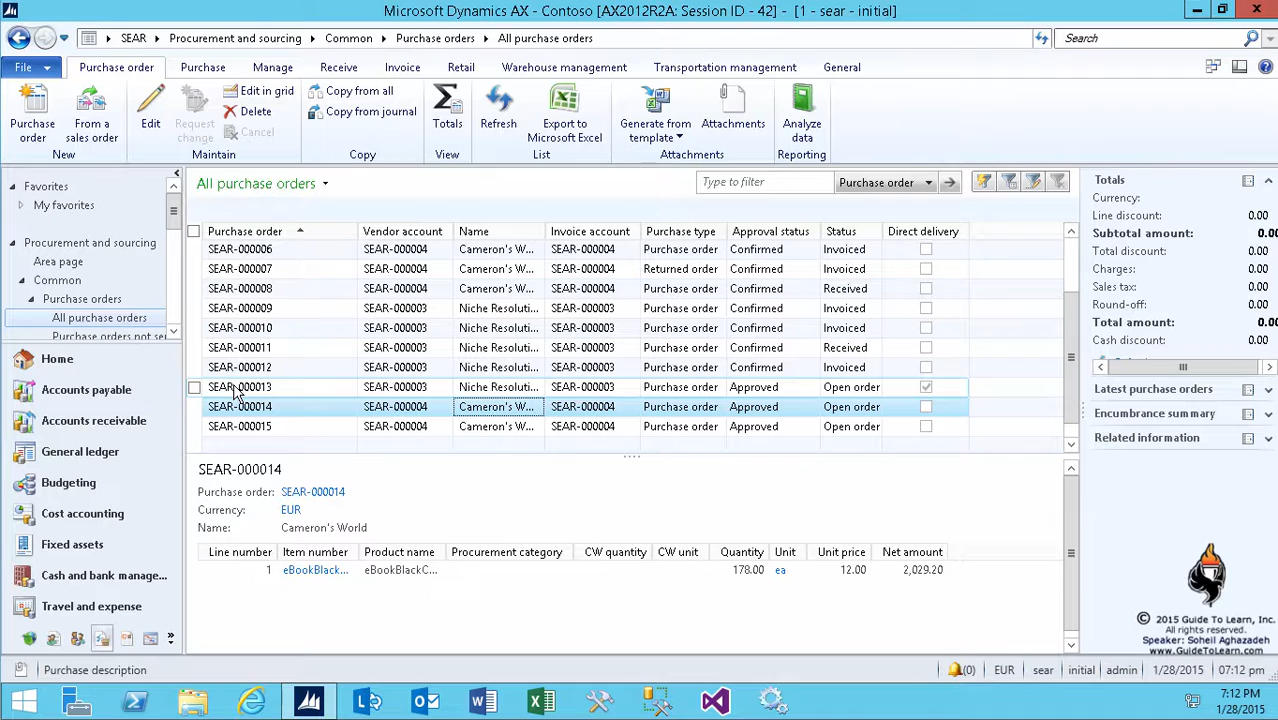 Microsoft Dynamics AX - Contoso [AX2012R2A: Session ID - 42] - [1 - sear - initial]
SEAR › Procurement and sourcing › Common › Purchase orders › All purchase orders
Search
File Purchase order Purchase Manage Receive Invoice Retail Warehouse management Transportation management General
Purchase order
From a sales order
New
Edit
Request change
Edit in grid
Delete
Cancel
Maintain
Copy from all
Copy from journal
Copy
Totals
View
Refresh
Export to Microsoft Excel
List
Generate from template
Attachments
Attachments
Analyze data
Reporting
Favorites
My favorites
Procurement and sourcing
Area page
Common
Purchase orders
All purchase orders
Purchase orders not se
Home
Accounts payable
Accounts receivable
General ledger
Budgeting
Cost accounting
Fixed assets
Cash and bank manage...
Travel and expense
All purchase orders
Type to filter
Purchase order
Purchase order Vendor account Name Invoice account Purchase type Approval status Status Direct delivery
SEAR-000006 SEAR-000004 Cameron's W... SEAR-000004 Purchase order Confirmed Invoiced
SEAR-000007 SEAR-000004 Cameron's W... SEAR-000004 Returned order Confirmed Invoiced
SEAR-000008 SEAR-000004 Cameron's W... SEAR-000004 Purchase order Confirmed Received
SEAR-000009 SEAR-000003 Niche Resoluti... SEAR-000003 Purchase order Confirmed Invoiced
SEAR-000010 SEAR-000003 Niche Resoluti... SEAR-000003 Purchase order Confirmed Invoiced
SEAR-000011 SEAR-000003 Niche Resoluti... SEAR-000003 Purchase order Confirmed Received
SEAR-000012 SEAR-000003 Niche Resoluti... SEAR-000003 Purchase order Confirmed Invoiced
SEAR-000013 SEAR-000003 Niche Resoluti... SEAR-000003 Purchase order Approved Open order
SEAR-000014 SEAR-000004 Cameron's W... SEAR-000004 Purchase order Approved Open order
SEAR-000015 SEAR-000004 Cameron's W... SEAR-000004 Purchase order Approved Open order
SEAR-000014
Purchase order: SEAR-000014
Currency: EUR
Name: Cameron's World
Line number Item number Product name Procurement category CW quantity CW unit Quantity Unit Unit price Net amount
1 eBookBlack... eBookBlackC... 178.00 ea 12.00 2,029.20
Totals
Currency:
Line discount: 0.00
Subtotal amount: 0.00
Total discount: 0.00
Charges: 0.00
Sales tax: 0.00
Round-off: 0.00
Total amount: 0.00
Cash discount: 0.00
Latest purchase orders
Encumbrance summary
Related information
© 2015 Guide To Learn, Inc.
All rights reserved.
Speaker: Soheil Aghazadeh
www.GuideToLearn.com
Purchase description
(0) EUR sear initial admin 1/28/2015 07:12 pm
7:12 PM
1/28/2015